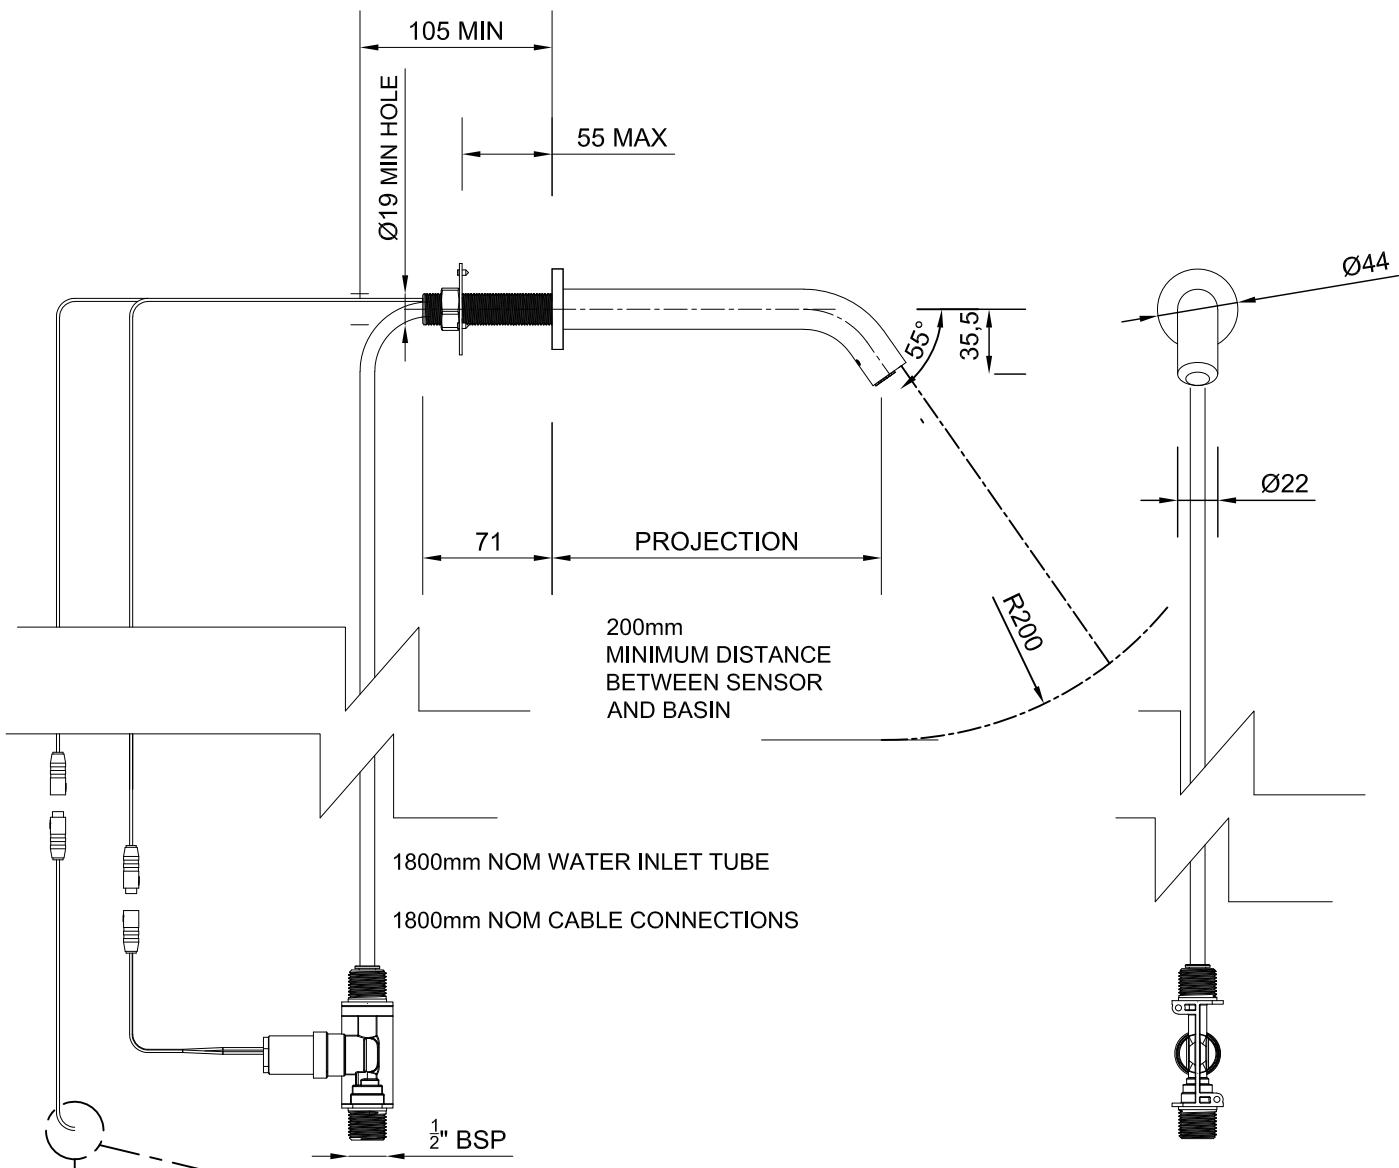 105 MIN
55 MAX
Ø19 MIN HOLE
Ø44
55°
35,5
Ø22
71
PROJECTION
200mm
MINIMUM DISTANCE
BETWEEN SENSOR
AND BASIN
R200
1800mm NOM WATER INLET TUBE
1800mm NOM CABLE CONNECTIONS
½" BSP